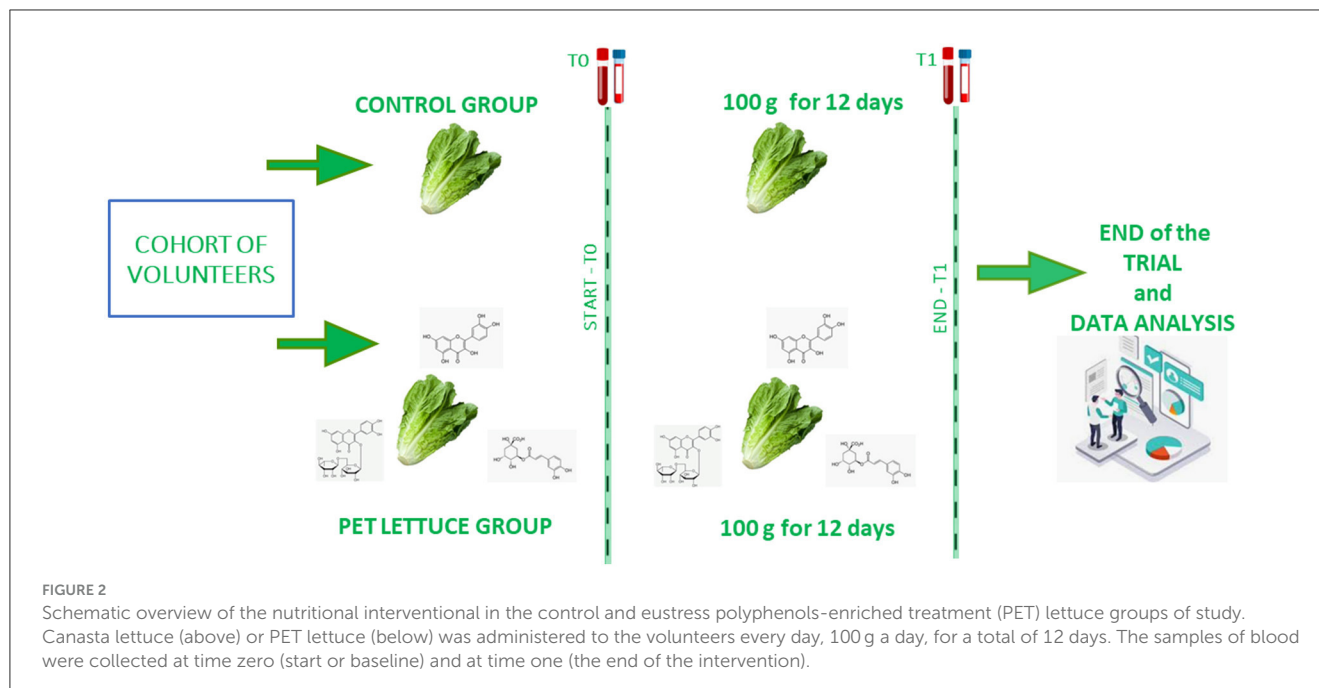 T0
T1
CONTROL GROUP
100 g for 12 days
COHORT OF
VOLUNTEERS
START - T0
END - T1
END of the
TRIAL
and
DATA ANALYSIS
PET LETTUCE GROUP
100 g for 12 days
FIGURE 2
Schematic overview of the nutritional interventional in the control and eustress polyphenols-enriched treatment (PET) lettuce groups of study.
Canasta lettuce (above) or PET lettuce (below) was administered to the volunteers every day, 100 g a day, for a total of 12 days. The samples of blood
were collected at time zero (start or baseline) and at time one (the end of the intervention).